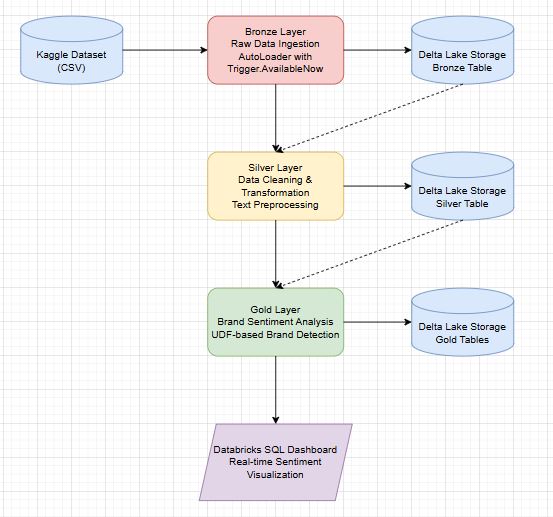 Kaggle Dataset
(CSV)
Bronze Layer
Raw Data Ingestion
AutoLoader with
Trigger.AvailableNow
Delta Lake Storage
Bronze Table
Silver Layer
Data Cleaning &
Transformation
Text Preprocessing
Delta Lake Storage
Silver Table
Gold Layer
Brand Sentiment Analysis
UDF-based Brand Detection
Delta Lake Storage
Gold Tables
Databricks SQL Dashboard
Real-time Sentiment
Visualization